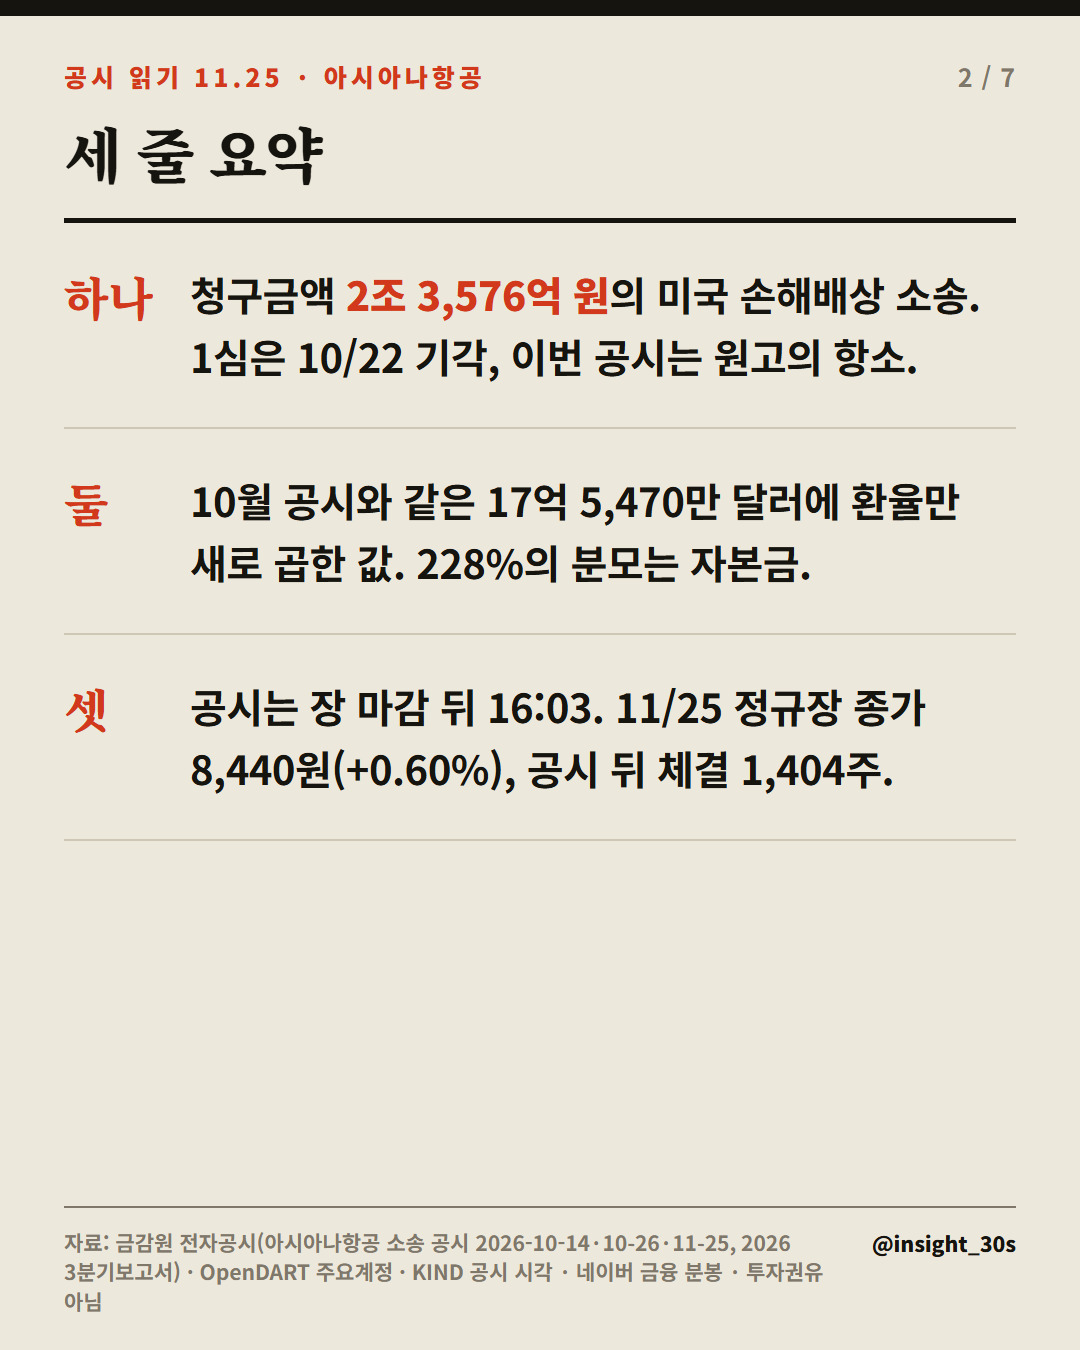 공시 읽기 11.25 · 아시아나항공
2 / 7
세 줄 요약
하나
청구금액 2조 3,576억 원의 미국 손해배상 소송.
1심은 10/22 기각, 이번 공시는 원고의 항소.
둘
10월 공시와 같은 17억 5,470만 달러에 환율만
새로 곱한 값. 228%의 분모는 자본금.
셋
공시는 장 마감 뒤 16:03. 11/25 정규장 종가
8,440원(+0.60%), 공시 뒤 체결 1,404주.
자료: 금감원 전자공시(아시아나항공 소송 공시 2026-10-14·10-26·11-25, 2026
3분기보고서) · OpenDART 주요계정 · KIND 공시 시각 · 네이버 금융 분봉 · 투자권유
아님
@insight_30s